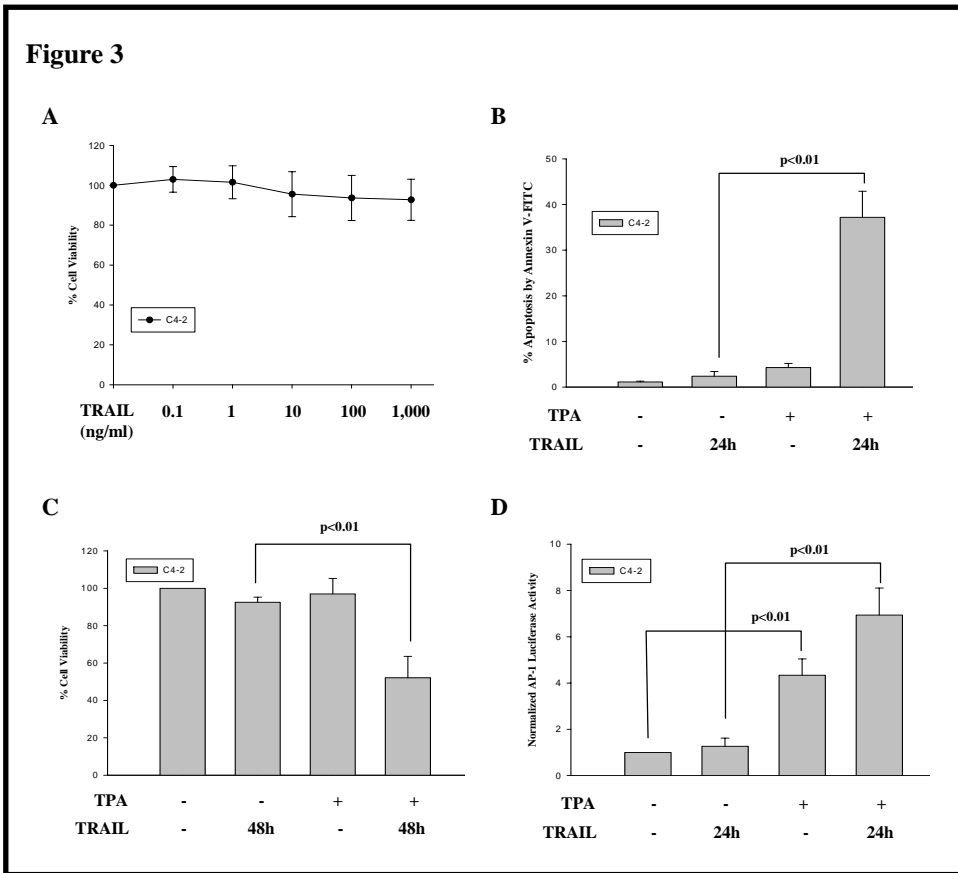 Figure 3
A
120
100
80
60
40
20
0
% Cell Viability
C4-2
TRAIL 0.1 1 10 100 1,000
(ng/ml)
B
p<0.01
50
40
30
20
10
0
% Apoptosis by Annexin V-FITC
C4-2
TPA - - + +
TRAIL - 24h - 24h
C
p<0.01
120
100
80
60
40
20
0
% Cell Viability
C4-2
TPA - - + +
TRAIL - 48h - 48h
D
p<0.01
p<0.01
10
8
6
4
2
0
Normalized AP-1 Luciferase Activity
C4-2
TPA - - + +
TRAIL - 24h - 24h